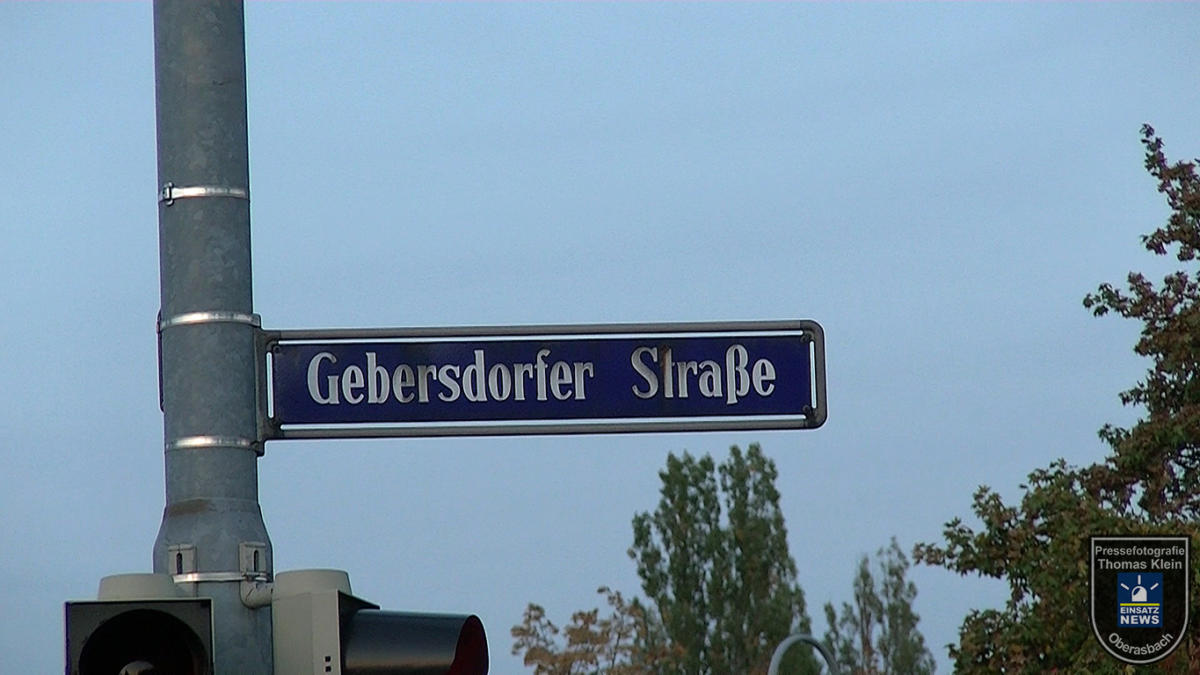 Gebersdorfer Straße
Pressefotografie
Thomas Klein
EINSATZ
NEWS
Oberasbach